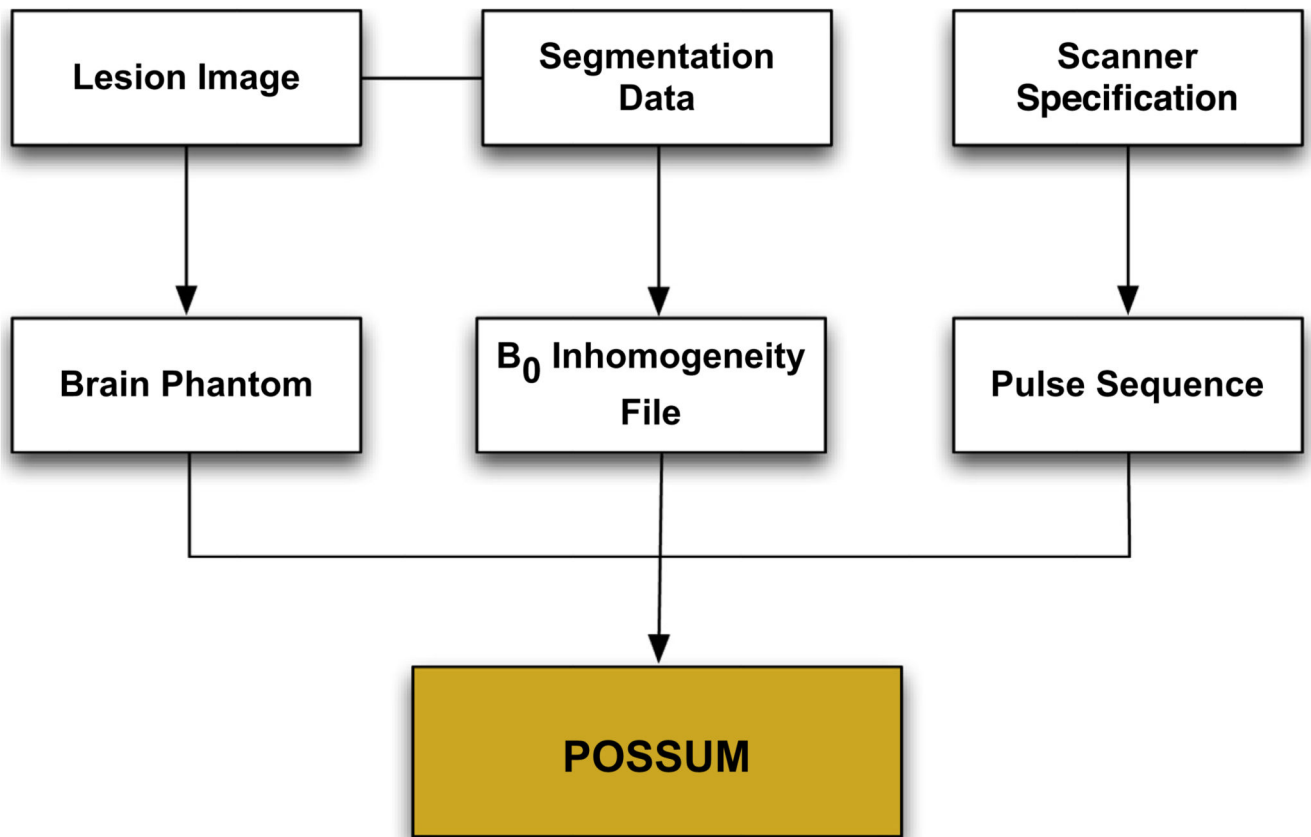 Lesion Image
Segmentation
Data
Scanner
Specification
Brain Phantom
B0 Inhomogeneity
File
Pulse Sequence
POSSUM